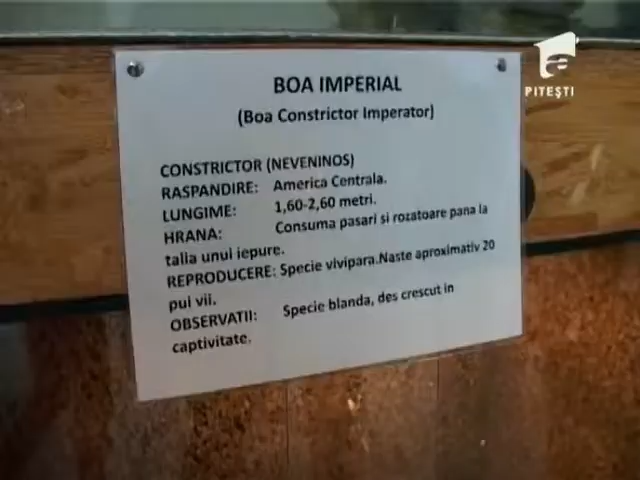 BOA IMPERIAL
(Boa Constrictor Imperator)
CONSTRICTOR (NEVENINOS)
RASPANDIRE: America Centrala.
LUNGIME: 1,60-2,60 metri.
HRANA: Consuma pasari si rozatoare pana la
talia unui iepure.
REPRODUCERE: Specie vivipara.Naste aproximativ 20
pui vii.
OBSERVATII: Specie blanda, des crescut in
captivitate.
PITEŞTI